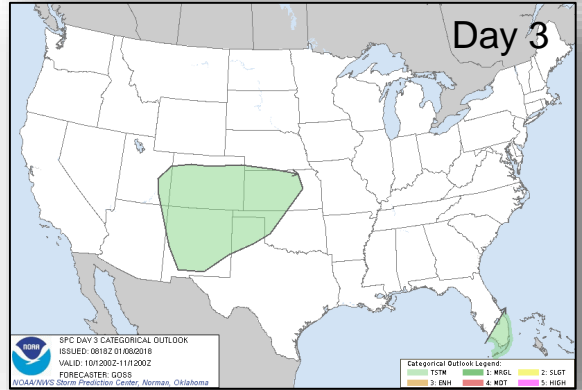 Day 3
SPC DAY 3 CATEGORICAL OUTLOOK
ISSUED: 0818Z 01/08/2018
VALID: 10/1200Z-11/1200Z
FORECASTER: GOSS
NOAA/NWS Storm Prediction Center, Norman, Oklahoma
NOAA
Categorical Outlook Legend:
TSTM 1: MRGL 2: SLGT
3: ENH 4: MDT 5: HIGH